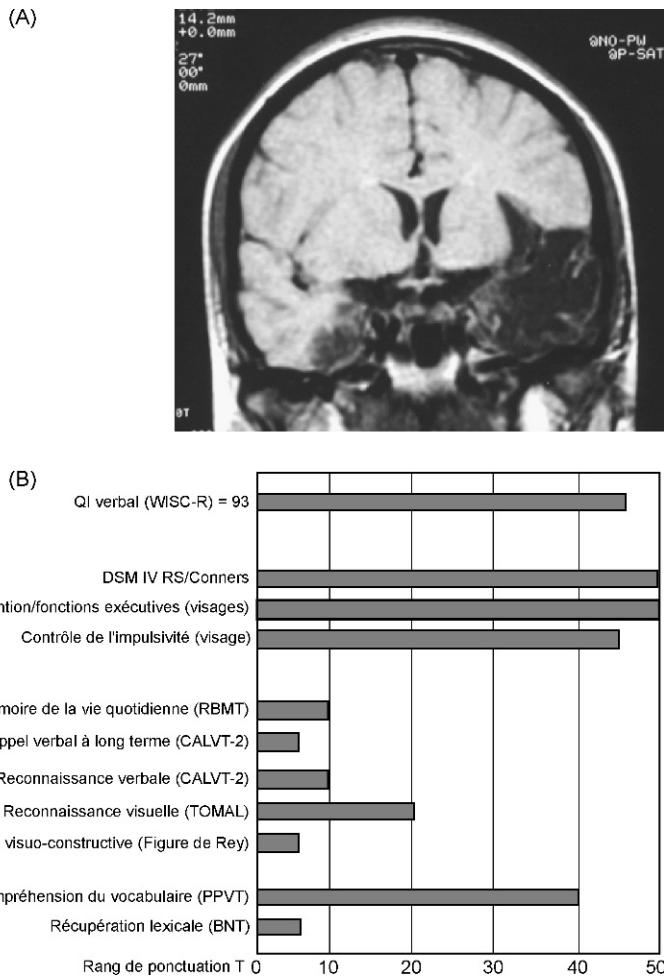 (A)
14.2mm
+0.0mm
27°
00°
0mm
@NO-PW
@P-SAT
0T
(B)
QI verbal (WISC-R) = 93
DSM IV RS/Conners
ntion/fonctions exécutives (visages)
Contrôle de l'impulsivité (visage)
moire de la vie quotidienne (RBMT)
ppel verbal à long terme (CALVT-2)
Reconnaissance verbale (CALVT-2)
Reconnaissance visuelle (TOMAL)
visuo-constructive (Figure de Rey)
mpréhension du vocabulaire (PPVT)
Récupération lexicale (BNT)
Rang de ponctuation T 0 10 20 30 40 45 50